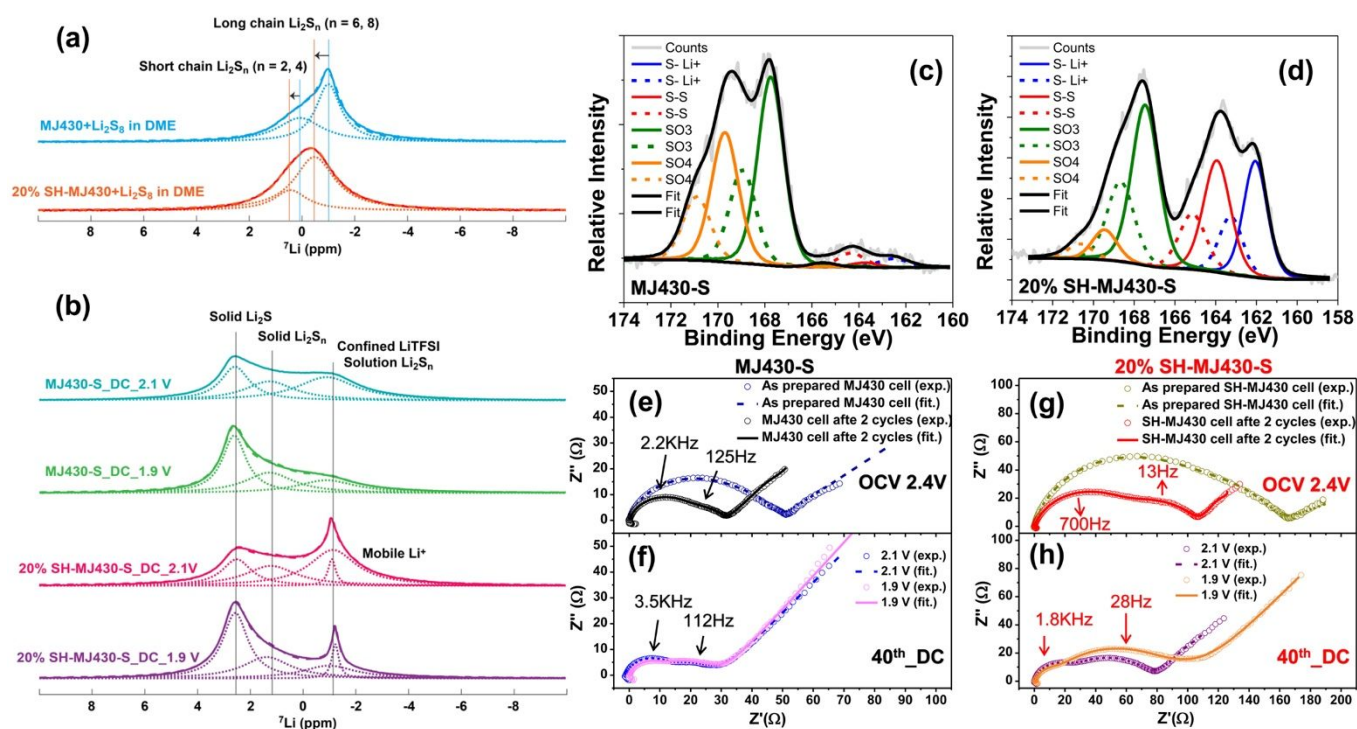 (a)
Long chain Li₂Sₙ (n = 6, 8)
Short chain Li₂Sₙ (n = 2, 4)
MJ430+Li₂S₈ in DME
20% SH-MJ430+Li₂S₈ in DME
8 6 4 2 0 -2 -4 -6 -8
⁷Li (ppm)
(b)
Solid Li₂S
Solid Li₂Sₙ
Confined LiTFSI
Solution Li₂Sₙ
MJ430-S_DC_2.1 V
MJ430-S_DC_1.9 V
20% SH-MJ430-S_DC_2.1V
Mobile Li⁺
20% SH-MJ430-S_DC_1.9 V
8 6 4 2 0 -2 -4 -6 -8
⁷Li (ppm)
(c)
Relative Intensity
Counts
S- Li+
S- Li+
S-S
S-S
SO3
SO3
SO4
SO4
Fit
Fit
MJ430-S
174 172 170 168 166 164 162 160
Binding Energy (eV)
(d)
Relative Intensity
Counts
S- Li+
S- Li+
S-S
S-S
SO3
SO3
SO4
SO4
Fit
Fit
20% SH-MJ430-S
174 172 170 168 166 164 162 160 158
Binding Energy (eV)
MJ430-S
(e)
Z'' (Ω)
50
40
30
20
10
0
As prepared MJ430 cell (exp.)
As prepared MJ430 cell (fit.)
MJ430 cell afte 2 cycles (exp.)
MJ430 cell afte 2 cycles (fit.)
2.2KHz
125Hz
OCV 2.4V
(f)
Z'' (Ω)
50
40
30
20
10
0
2.1 V (exp.)
2.1 V (fit.)
1.9 V (exp.)
1.9 V (fit.)
3.5KHz
112Hz
40th_DC
0 10 20 30 40 50 60 70 80 90 100
Z'(Ω)
20% SH-MJ430-S
(g)
Z'' (Ω)
100
80
60
40
20
0
As prepared SH-MJ430 cell (exp.)
As prepared SH-MJ430 cell (fit.)
SH-MJ430 cell afte 2 cycles (exp.)
SH-MJ430 cell afte 2 cycles (fit.)
13Hz
700Hz
OCV 2.4V
(h)
Z'' (Ω)
100
80
60
40
20
0
2.1 V (exp.)
2.1 V (fit.)
1.9 V (exp.)
1.9 V (fit.)
1.8KHz
28Hz
40th_DC
0 20 40 60 80 100 120 140 160 180 200
Z'(Ω)